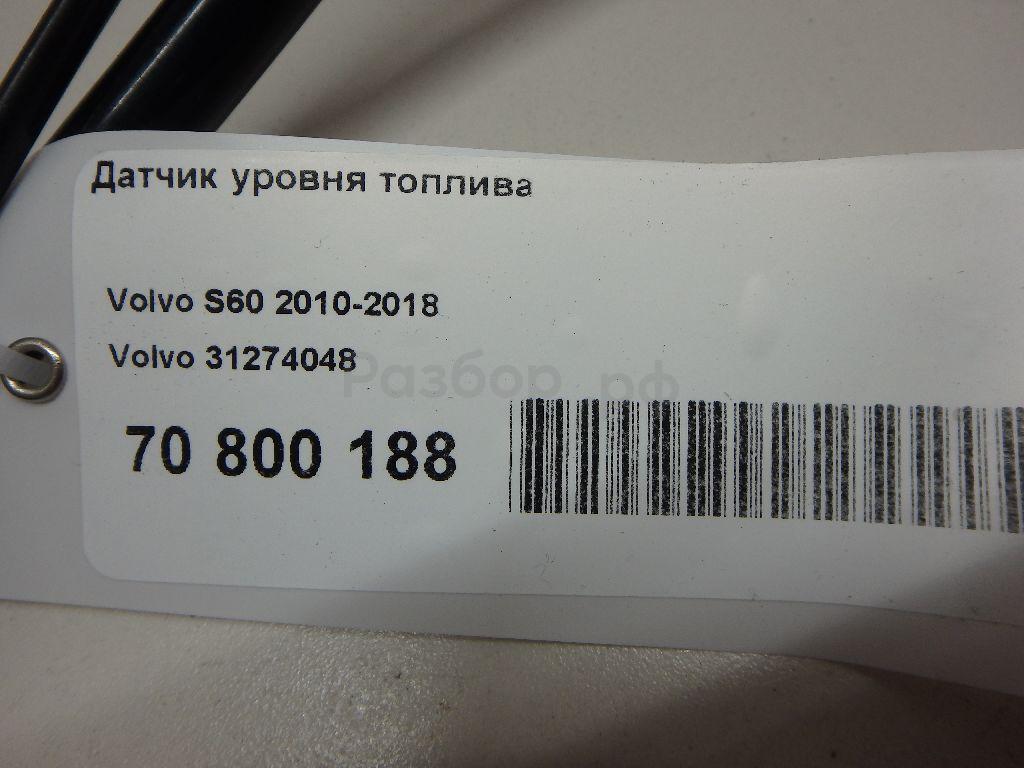 Датчик уровня топлива
Volvo S60 2010-2018
Volvo 31274048
Разбор.рф
70 800 188